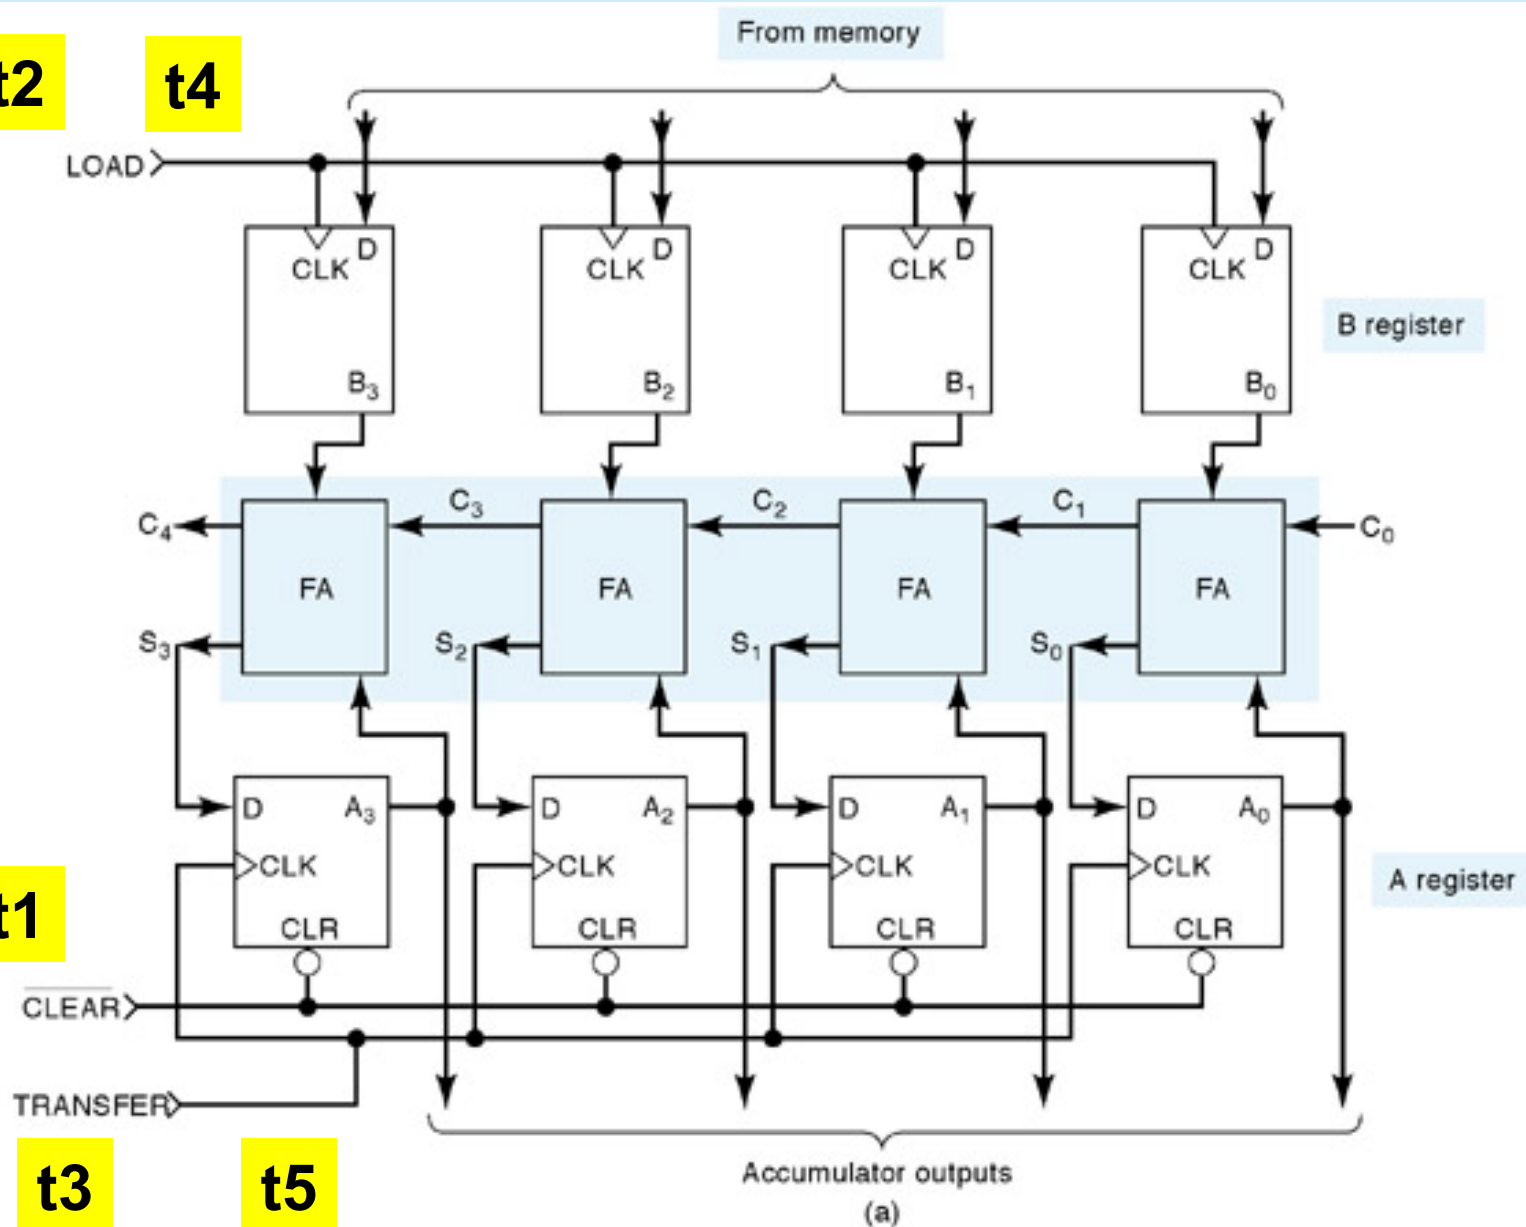 From memory
t2 t4
LOAD
CLK D CLK D CLK D CLK D
B register
B₃ B₂ B₁ B₀
C₄ C₃ C₂ C₁ C₀
FA FA FA FA
S₃ S₂ S₁ S₀
D A₃ D A₂ D A₁ D A₀
CLK CLK CLK CLK
A register
t1
CLR CLR CLR CLR
CLEAR
TRANSFER
t3 t5
Accumulator outputs
(a)